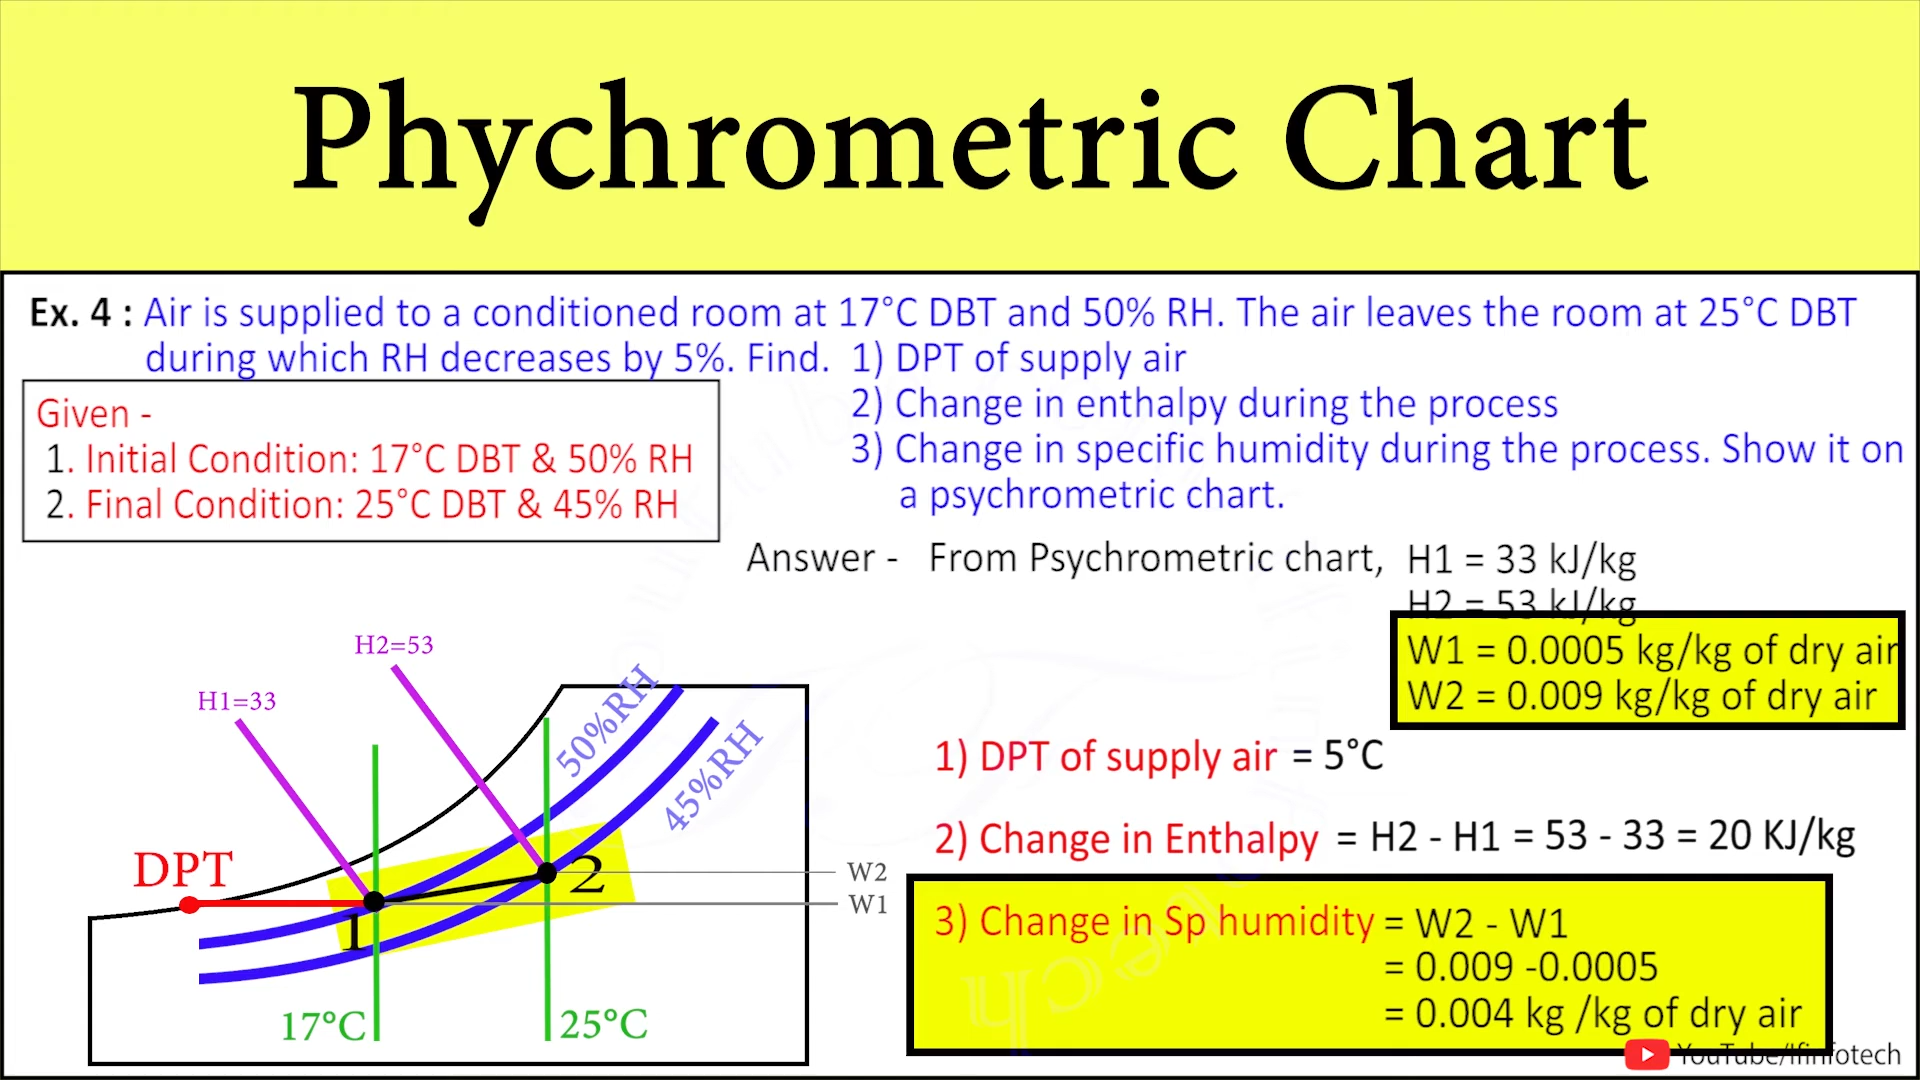 Phychrometric Chart
Ex. 4 : Air is supplied to a conditioned room at 17°C DBT and 50% RH. The air leaves the room at 25°C DBT
during which RH decreases by 5%. Find. 1) DPT of supply air
2) Change in enthalpy during the process
3) Change in specific humidity during the process. Show it on
a psychrometric chart.
Given -
1. Initial Condition: 17°C DBT & 50% RH
2. Final Condition: 25°C DBT & 45% RH
Answer - From Psychrometric chart, H1 = 33 kJ/kg
H2 = 53 kJ/kg
W1 = 0.0005 kg/kg of dry air
W2 = 0.009 kg/kg of dry air
H2=53
H1=33
50%RH
45%RH
DPT
1
2
W2
W1
17°C
25°C
1) DPT of supply air = 5°C
2) Change in Enthalpy = H2 - H1 = 53 - 33 = 20 KJ/kg
3) Change in Sp humidity = W2 - W1
= 0.009 -0.0005
= 0.004 kg /kg of dry air
YouTube/Ifinfotech